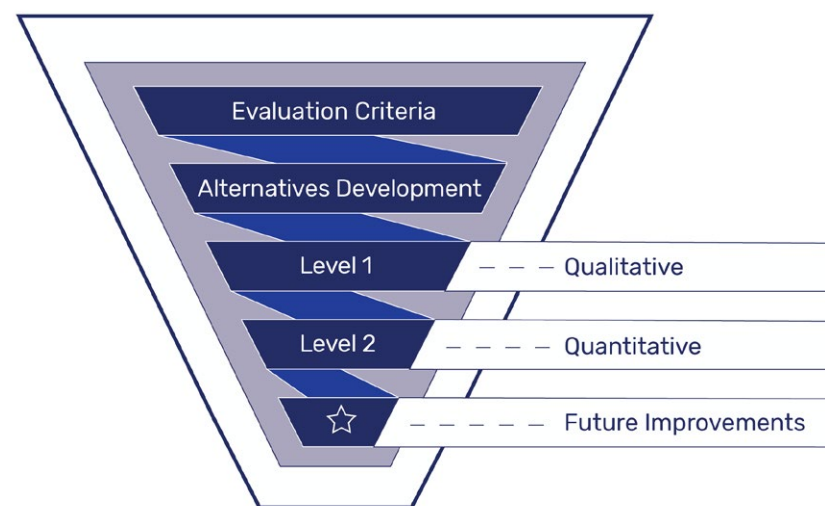 Evaluation Criteria
Alternatives Development
Level 1
Qualitative
Level 2
Quantitative
Future Improvements